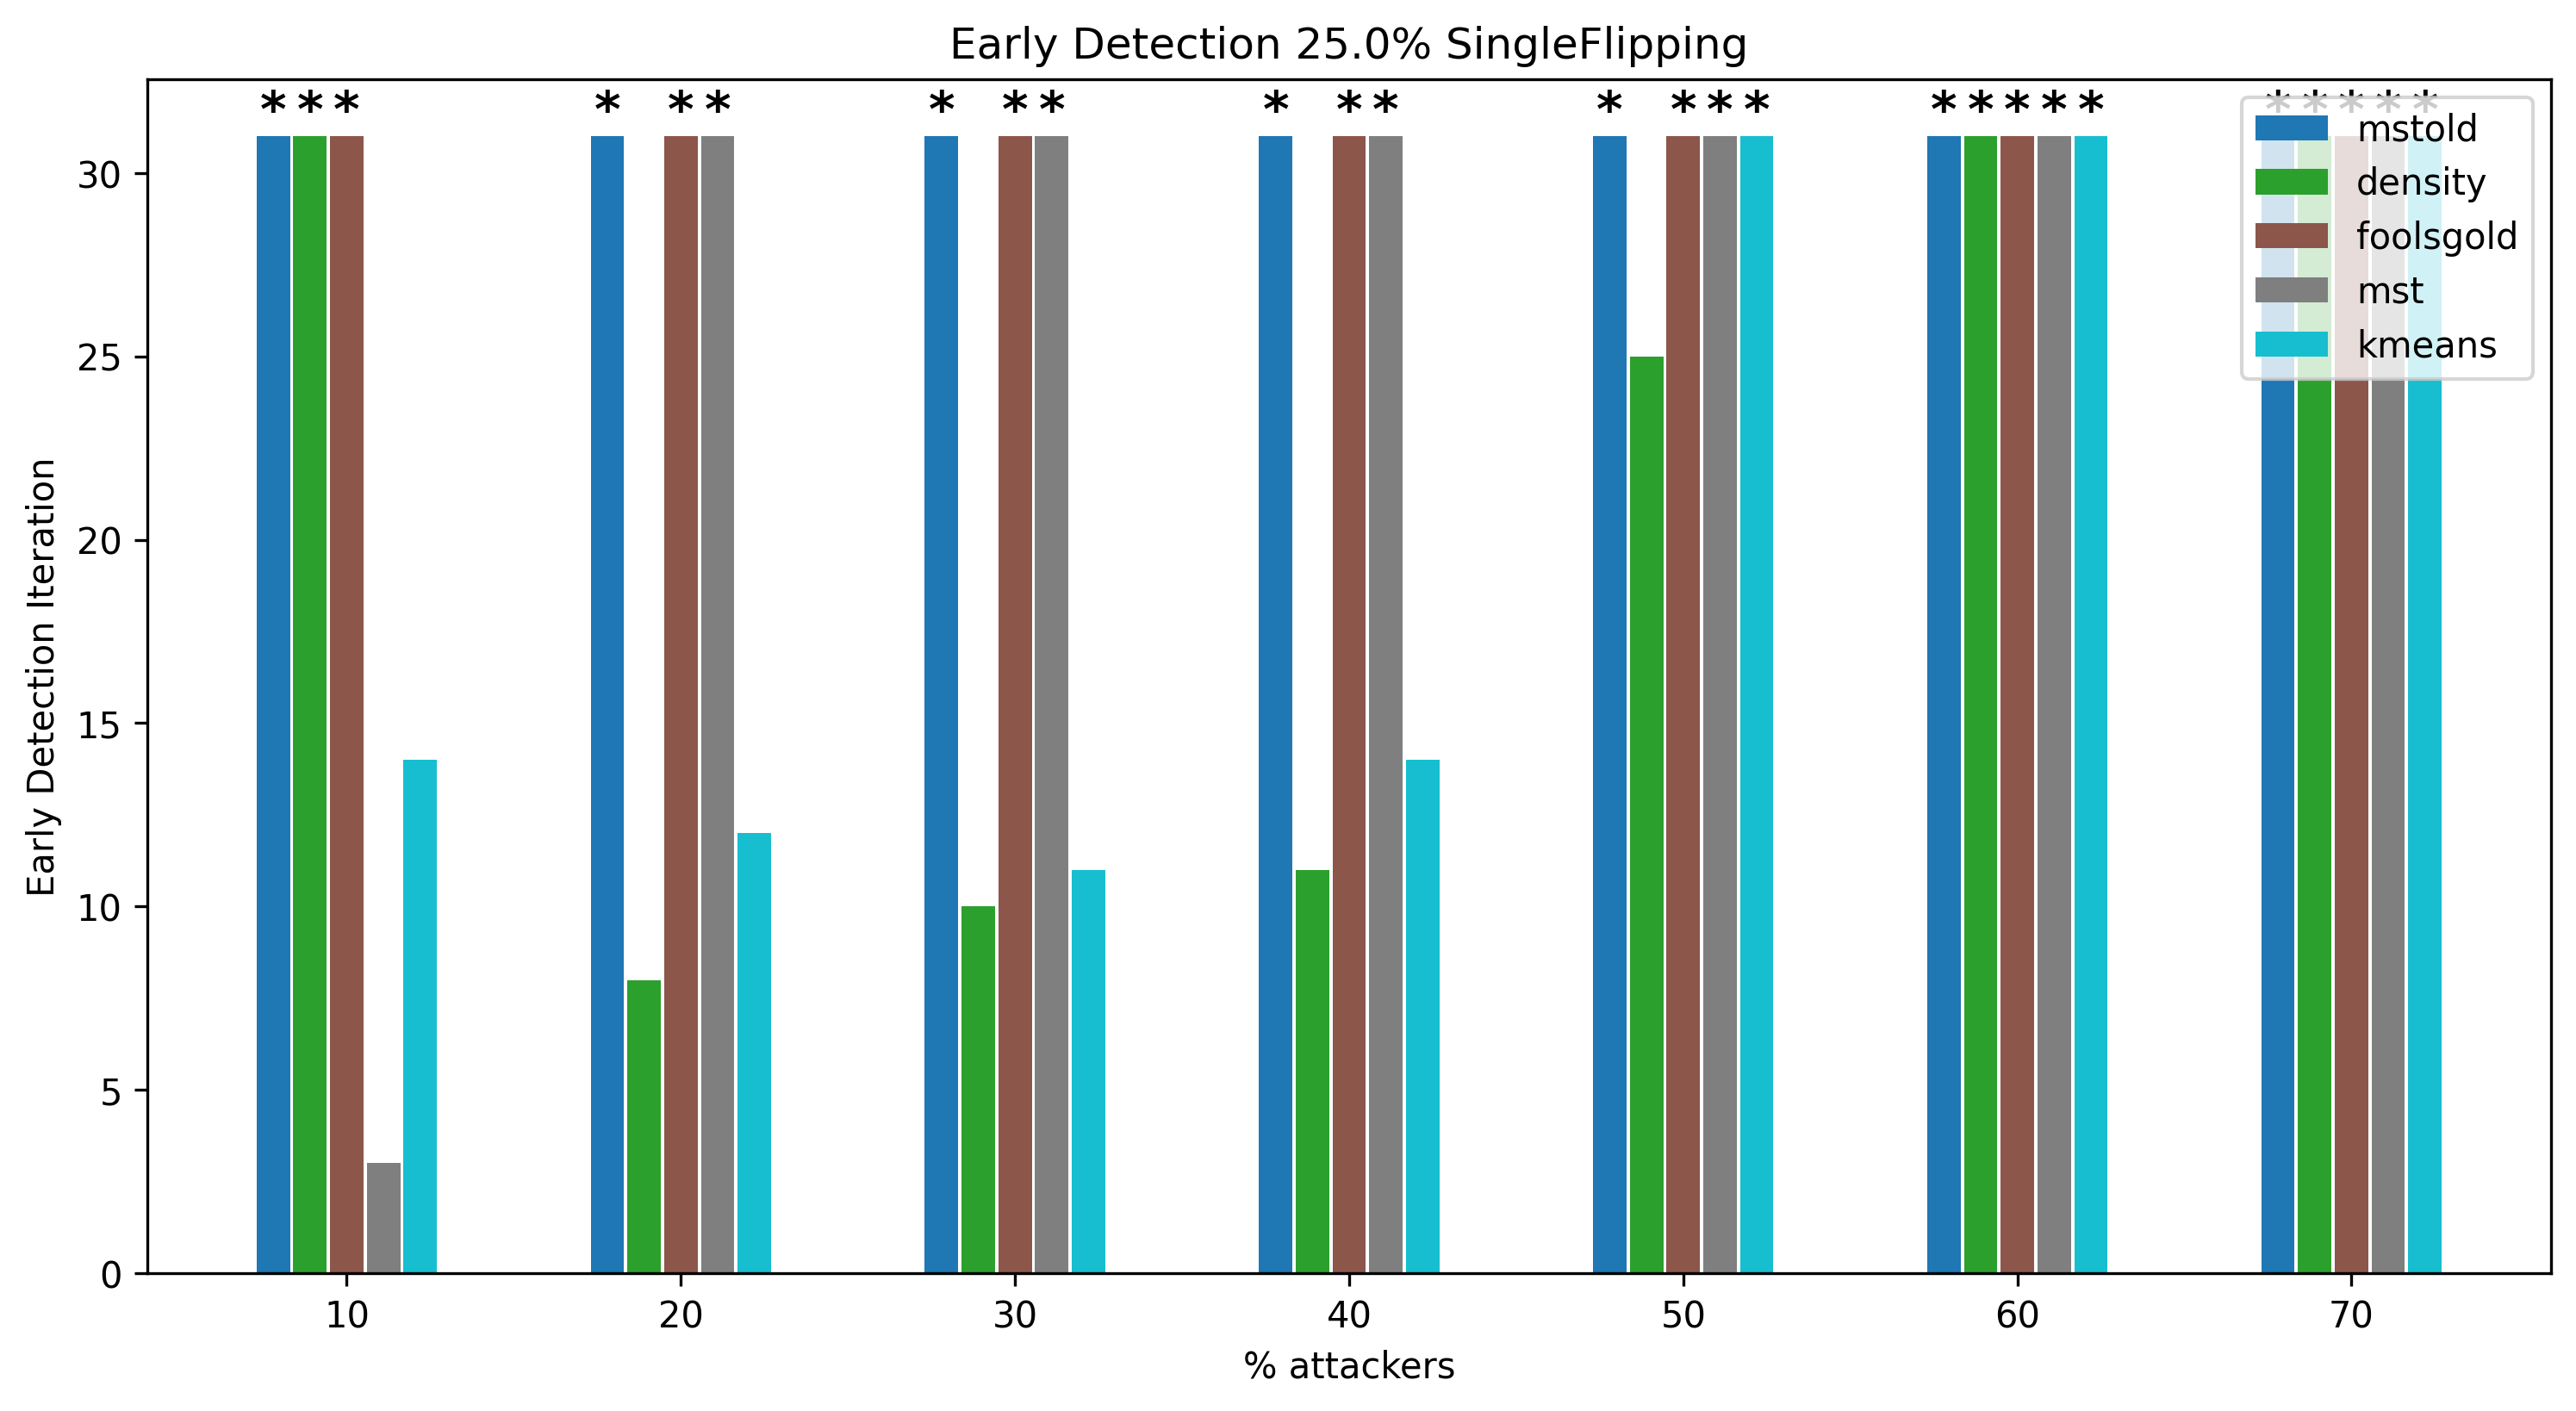 Early Detection 25.0% SingleFlipping
* * *
* * *
* * *
* * *
* * * *
* * * * *
* * * * *
mstold
density
foolsgold
mst
kmeans
Early Detection Iteration
30
25
20
15
10
5
0
10 20 30 40 50 60 70
% attackers